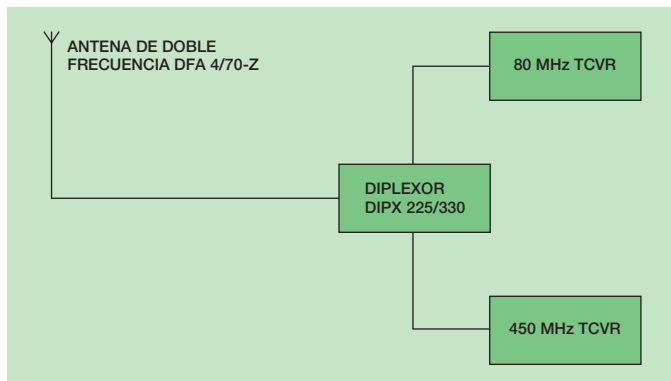 ANTENA DE DOBLE
FRECUENCIA DFA 4/70-Z
80 MHz TCVR
DIPLEXOR
DIPX 225/330
450 MHz TCVR